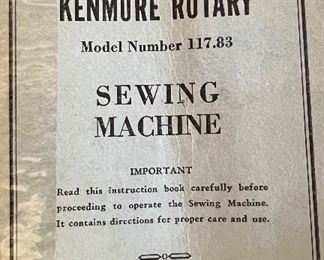 KENMORE ROTARY
Model Number 117.83
SEWING
MACHINE
IMPORTANT
Read this instruction book carefully before
proceeding to operate the Sewing Machine.
It contains directions for proper care and use.